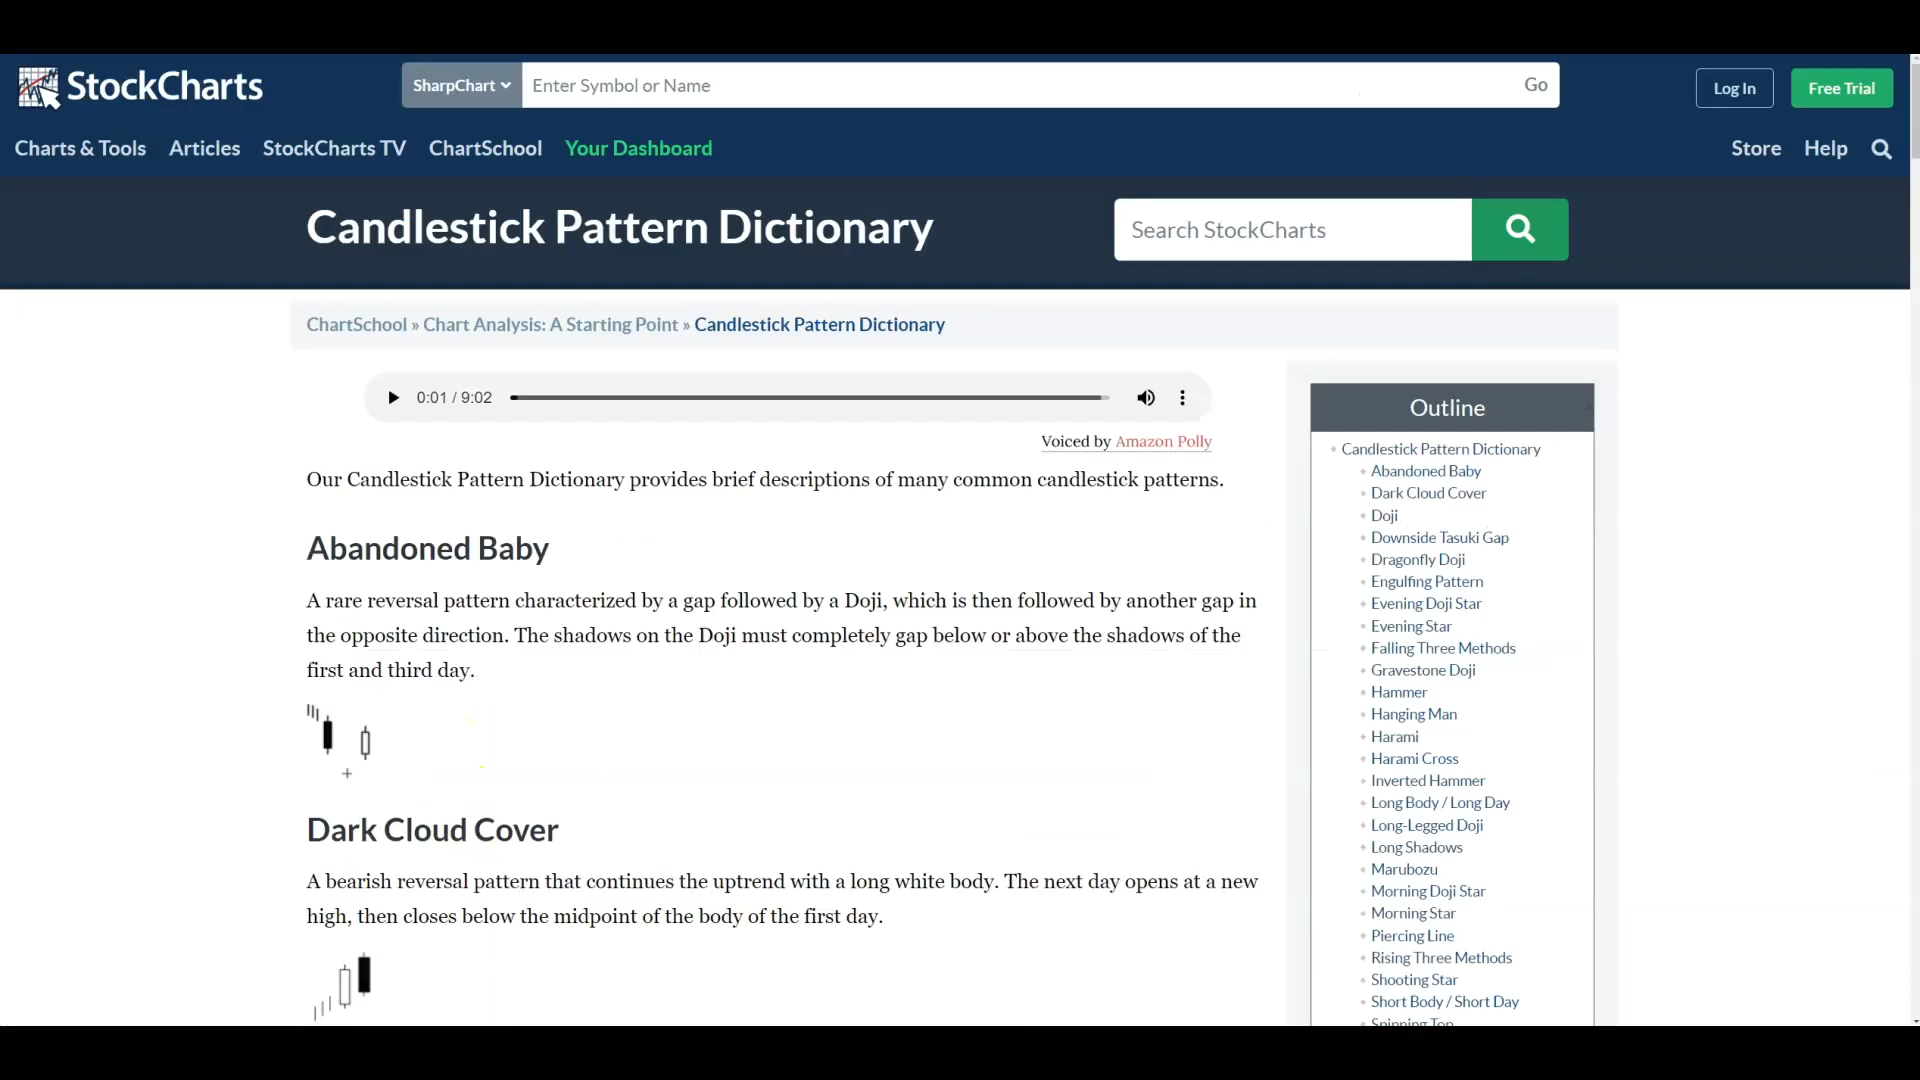 StockCharts
SharpChart
Enter Symbol or Name
Go
Log In
Free Trial
Charts & Tools
Articles
StockCharts TV
ChartSchool
Your Dashboard
Store
Help
Candlestick Pattern Dictionary
Search StockCharts
ChartSchool » Chart Analysis: A Starting Point » Candlestick Pattern Dictionary
0:01 / 9:02
Voiced by Amazon Polly
Our Candlestick Pattern Dictionary provides brief descriptions of many common candlestick patterns.
Abandoned Baby
A rare reversal pattern characterized by a gap followed by a Doji, which is then followed by another gap in
the opposite direction. The shadows on the Doji must completely gap below or above the shadows of the
first and third day.
Dark Cloud Cover
A bearish reversal pattern that continues the uptrend with a long white body. The next day opens at a new
high, then closes below the midpoint of the body of the first day.
Outline
Candlestick Pattern Dictionary
Abandoned Baby
Dark Cloud Cover
Doji
Downside Tasuki Gap
Dragonfly Doji
Engulfing Pattern
Evening Doji Star
Evening Star
Falling Three Methods
Gravestone Doji
Hammer
Hanging Man
Harami
Harami Cross
Inverted Hammer
Long Body / Long Day
Long-Legged Doji
Long Shadows
Marubozu
Morning Doji Star
Morning Star
Piercing Line
Rising Three Methods
Shooting Star
Short Body / Short Day
Spinning Top